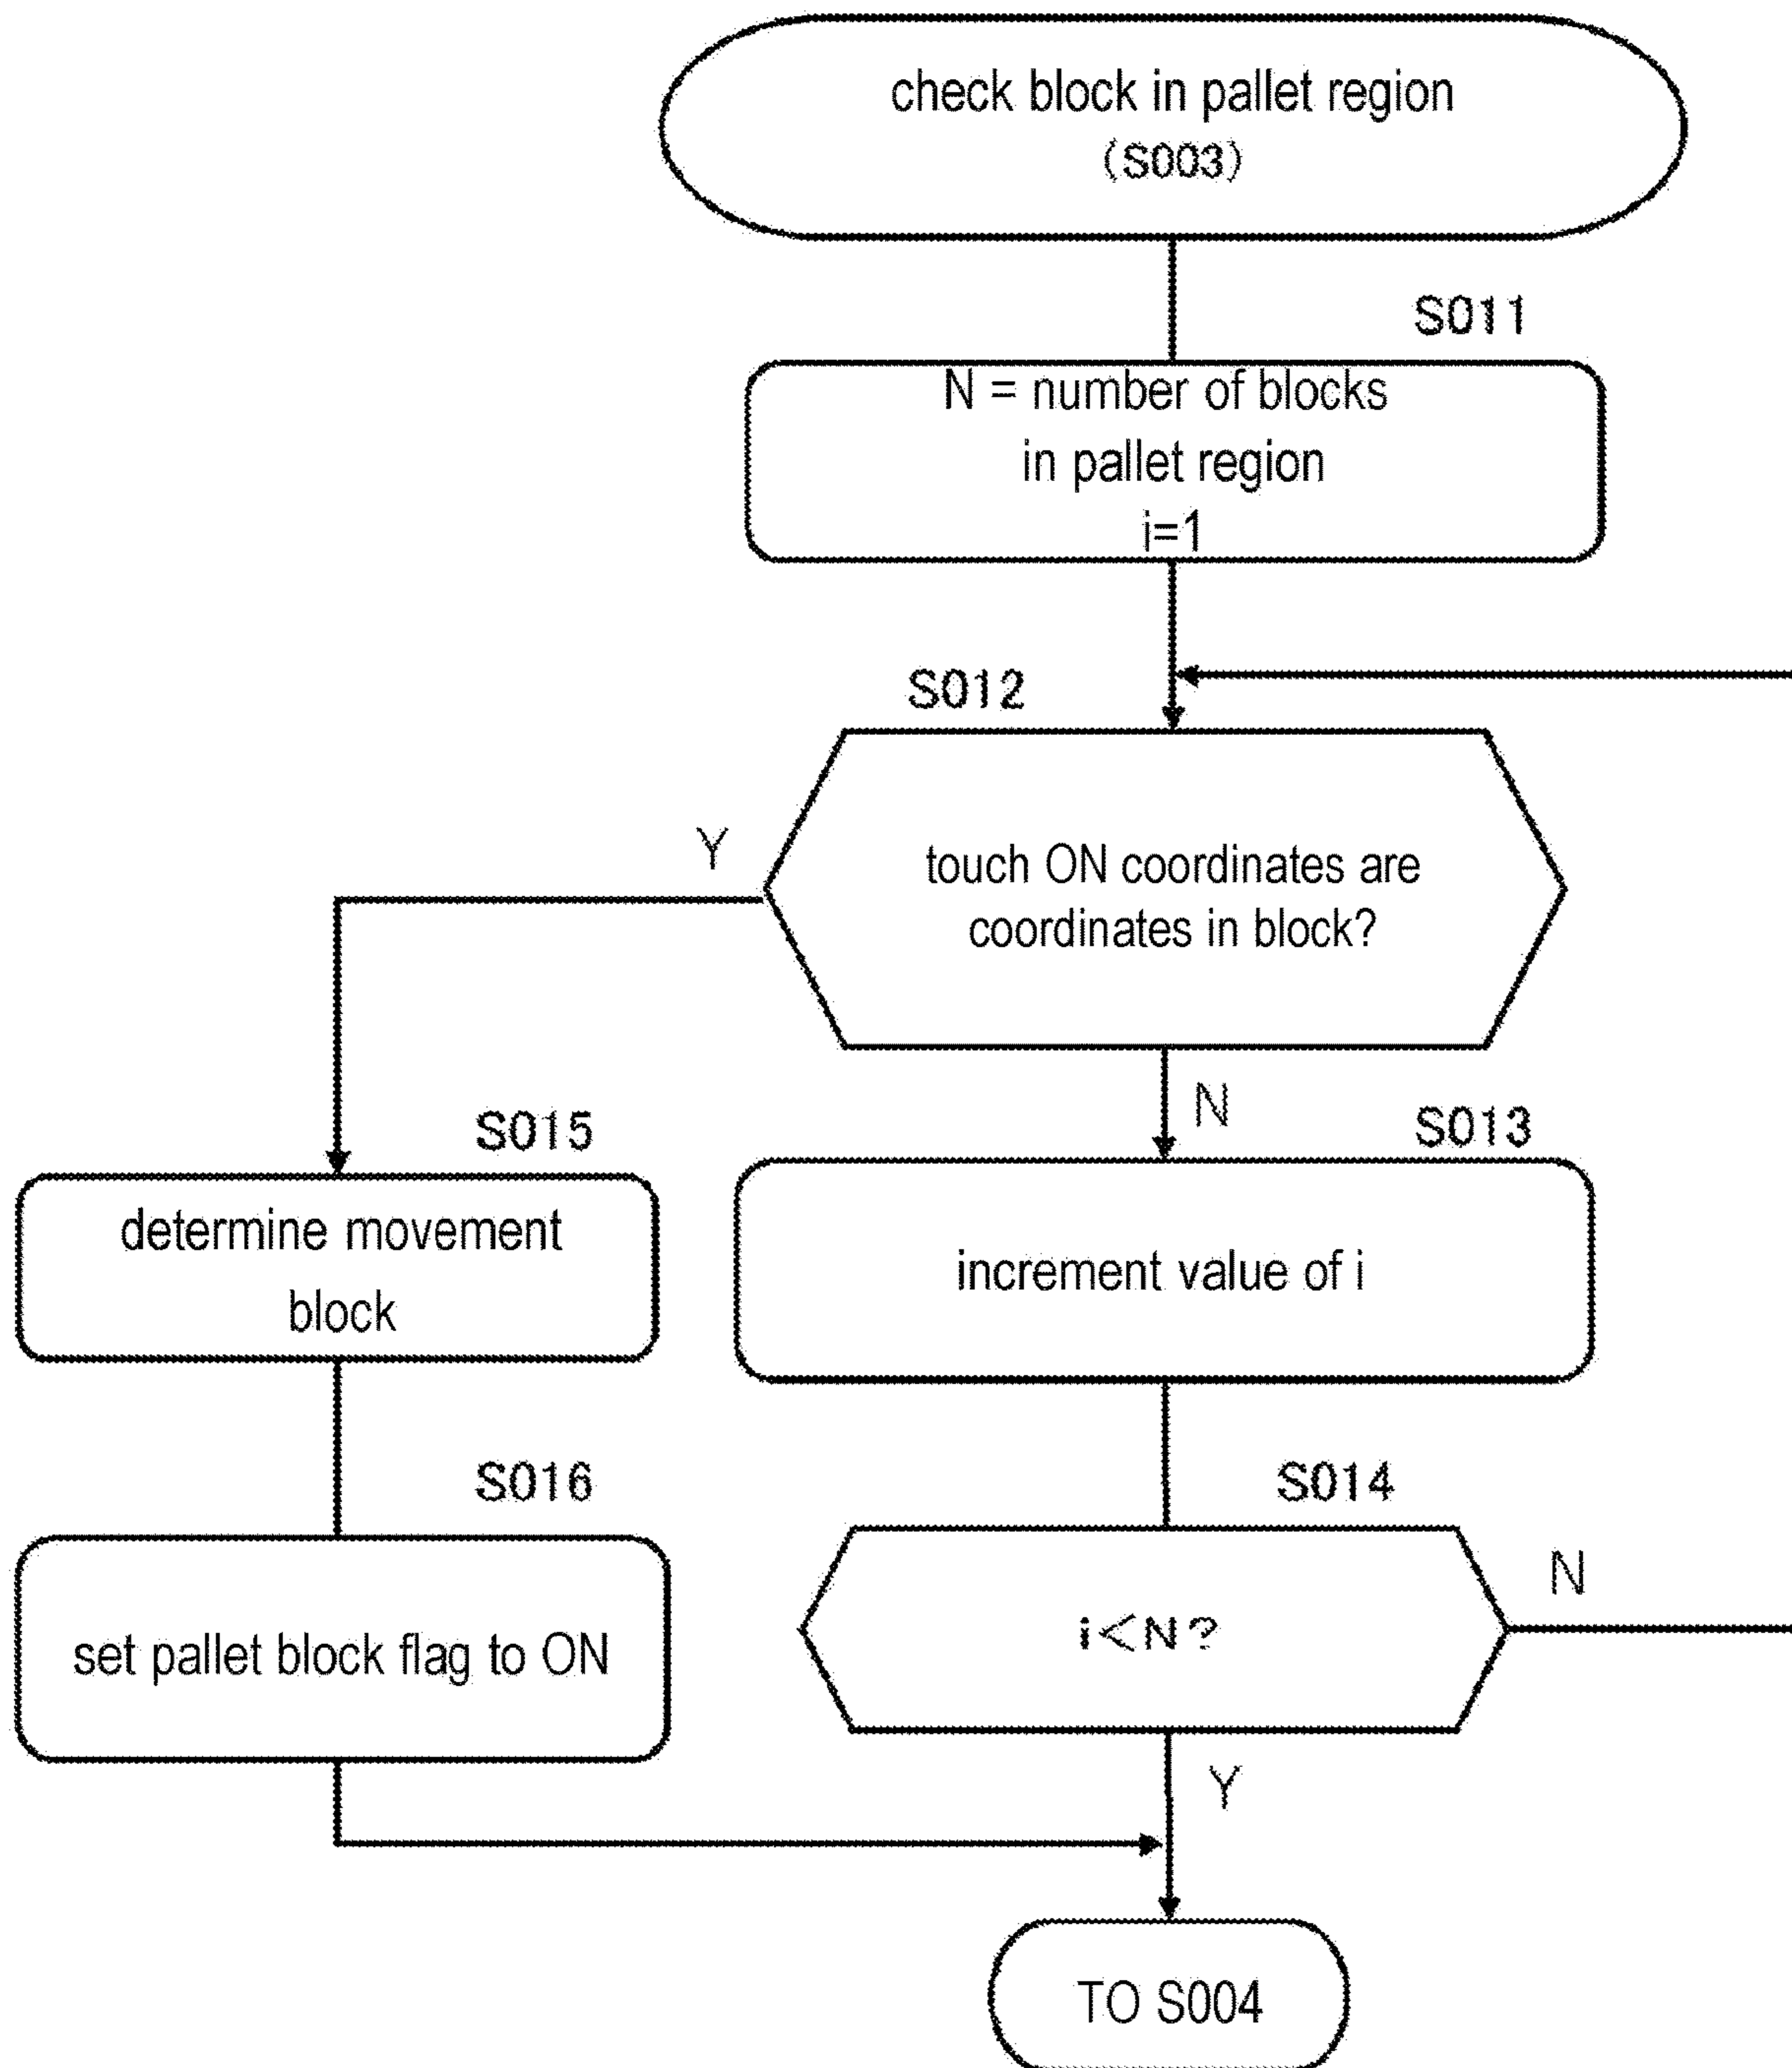 check block in pallet region
(S003)
S011
N = number of blocks
in pallet region
i=1
S012
Y
touch ON coordinates are
coordinates in block?
N
S015
S013
determine movement
block
increment value of i
S016
S014
set pallet block flag to ON
i<N?
N
Y
TO S004